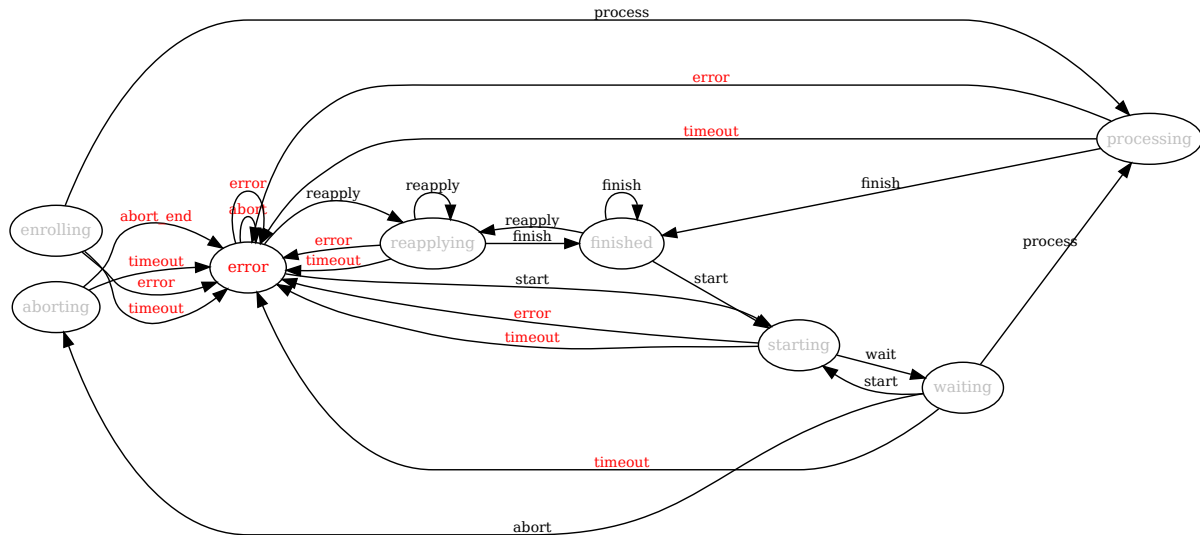 process
error
timeout
processing
error
reapply
reapply
finish
finish
abort_end
abort
reapply
enrolling
error
reapplying
finish
finished
process
timeout
error
timeout
start
start
error
aborting
timeout
error
timeout
starting
wait
start
waiting
timeout
abort